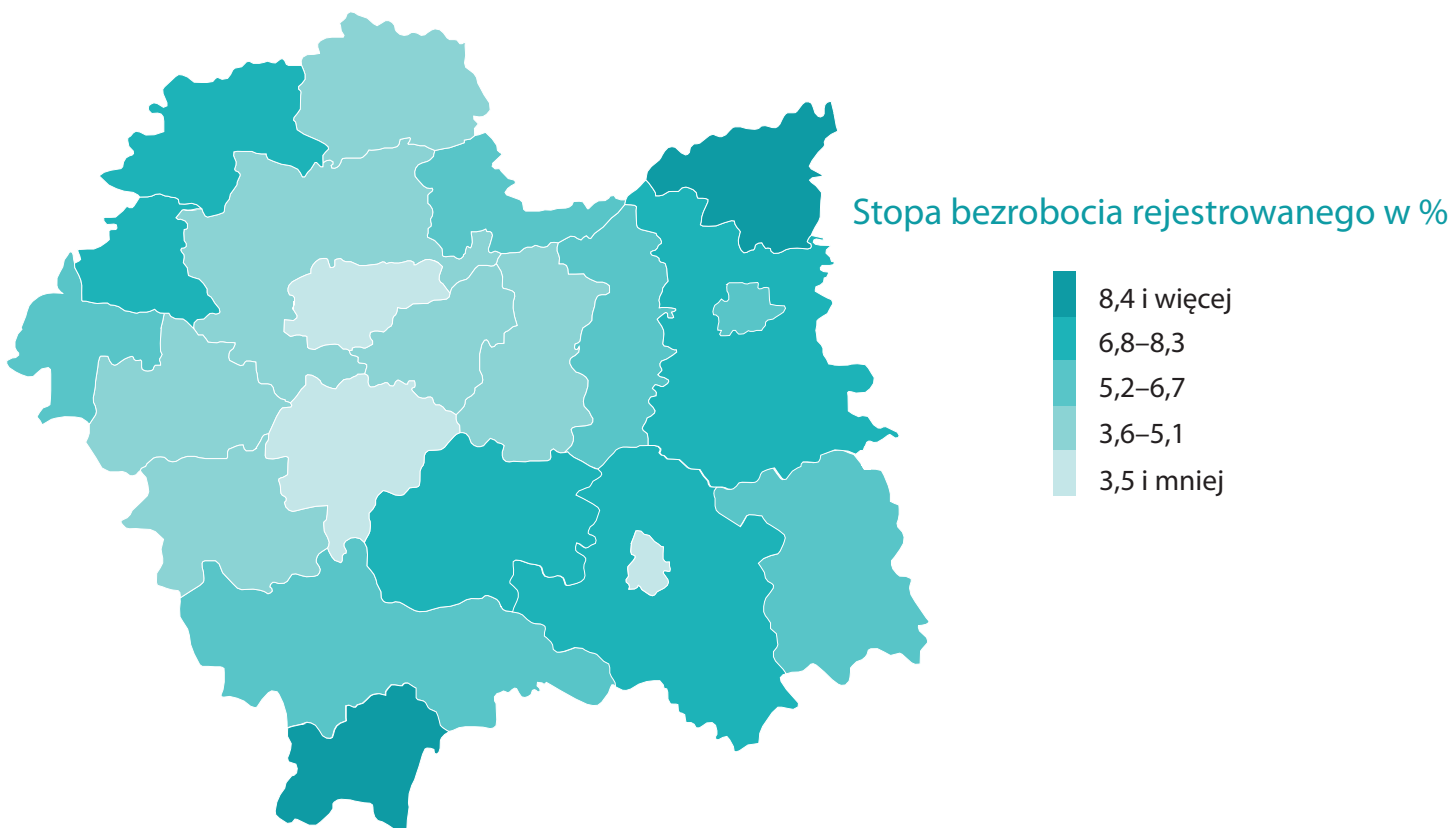 Stopa bezrobocia rejestrowanego w %
8,4 i więcej
6,8–8,3
5,2–6,7
3,6–5,1
3,5 i mniej